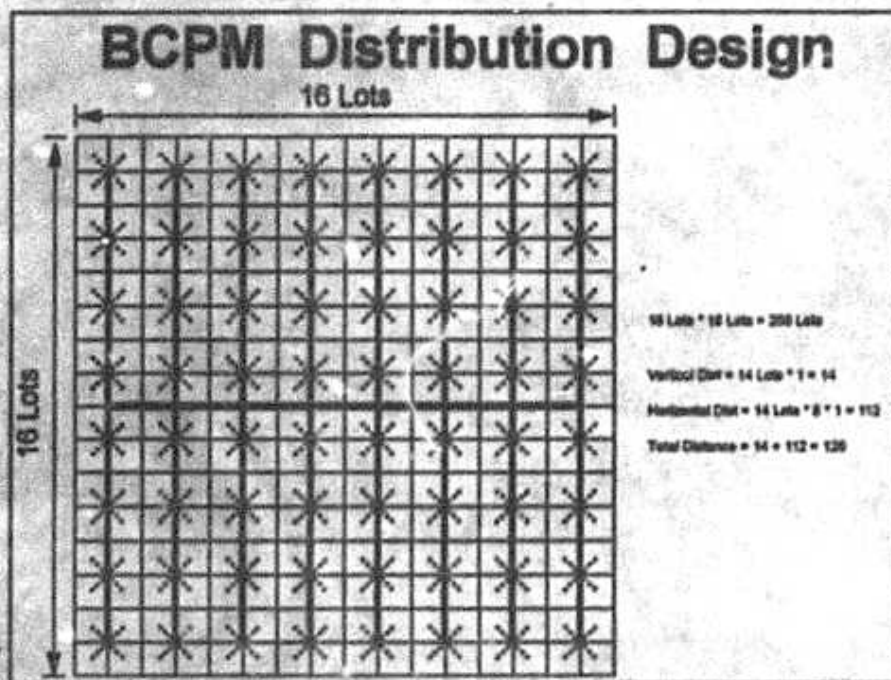 BCPM Distribution Design
16 Lots
16 Lots
16 Lots * 16 Lots = 256 Lots
Vertical Dist = 14 Lots * 1 = 14
Horizontal Dist = 14 Lots * 8 * 1 = 112
Total Distance = 14 + 112 = 126